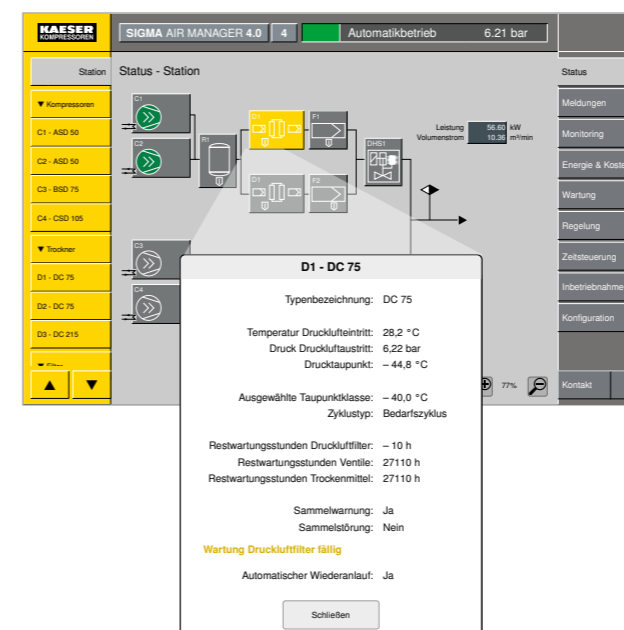 KAESER
KOMPRESSOREN
SIGMA AIR MANAGER 4.0 4 Automatikbetrieb 6.21 bar
Station
Status - Station
Status
▼ Kompressoren
C1 - ASD 50
C2 - ASD 50
C3 - BSD 75
C4 - CSD 105
▼ Trockner
D1 - DC 75
D2 - DC 75
D3 - DC 215
C1
C2
R1
D1
F1
D1
F2
DHS1
C3
C4
Leistung 56.60 kW
Volumenstrom 10.36 m³/min
Meldungen
Monitoring
Energie & Koste
Wartung
Regelung
Zeitsteuerung
Inbetriebnahme
Konfiguration
77%
Kontakt
D1 - DC 75
Typenbezeichnung: DC 75
Temperatur Drucklufteintritt: 28,2 °C
Druck Druckluftaustritt: 6,22 bar
Drucktaupunkt: – 44,8 °C
Ausgewählte Taupunktklasse: – 40,0 °C
Zyklustyp: Bedarfszyklus
Restwartungsstunden Druckluftfilter: – 10 h
Restwartungsstunden Ventile: 27110 h
Restwartungsstunden Trockenmittel: 27110 h
Sammelwarnung: Ja
Sammelstörung: Nein
Wartung Druckluftfilter fällig
Automatischer Wiederanlauf: Ja
Schließen